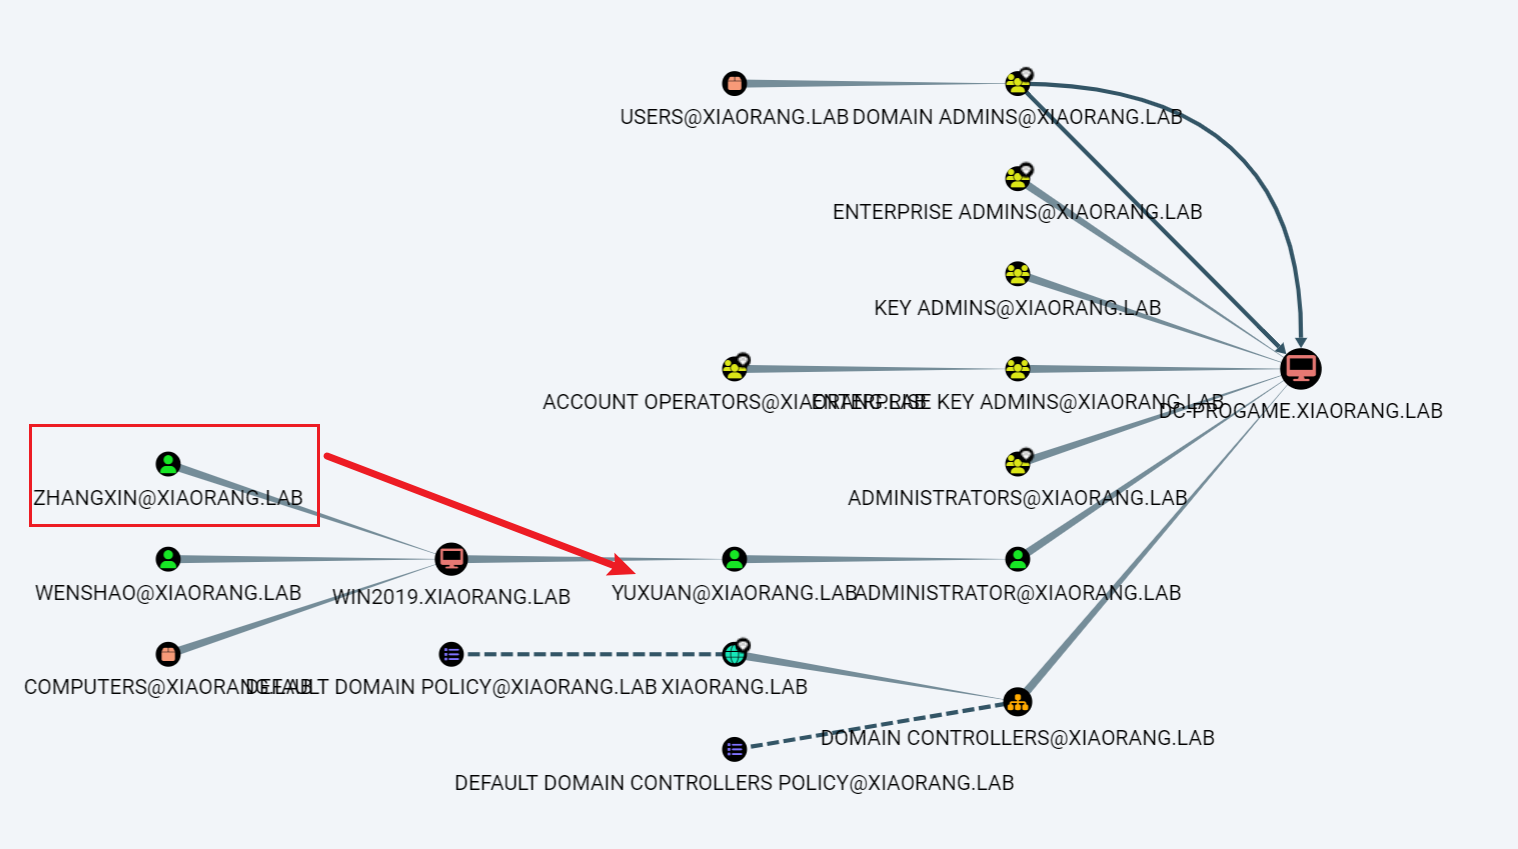 USERS@XIAORANG.LAB
DOMAIN ADMINS@XIAORANG.LAB
ENTERPRISE ADMINS@XIAORANG.LAB
KEY ADMINS@XIAORANG.LAB
ACCOUNT OPERATORS@XIAORANG.LAB
ENTERPRISE KEY ADMINS@XIAORANG.LAB
DC-PROGAME.XIAORANG.LAB
ZHANGXIN@XIAORANG.LAB
ADMINISTRATORS@XIAORANG.LAB
WENSHAO@XIAORANG.LAB
WIN2019.XIAORANG.LAB
YUXUAN@XIAORANG.LAB
ADMINISTRATOR@XIAORANG.LAB
COMPUTERS@XIAORANG.LAB
DEFAULT DOMAIN POLICY@XIAORANG.LAB
XIAORANG.LAB
DOMAIN CONTROLLERS@XIAORANG.LAB
DEFAULT DOMAIN CONTROLLERS POLICY@XIAORANG.LAB